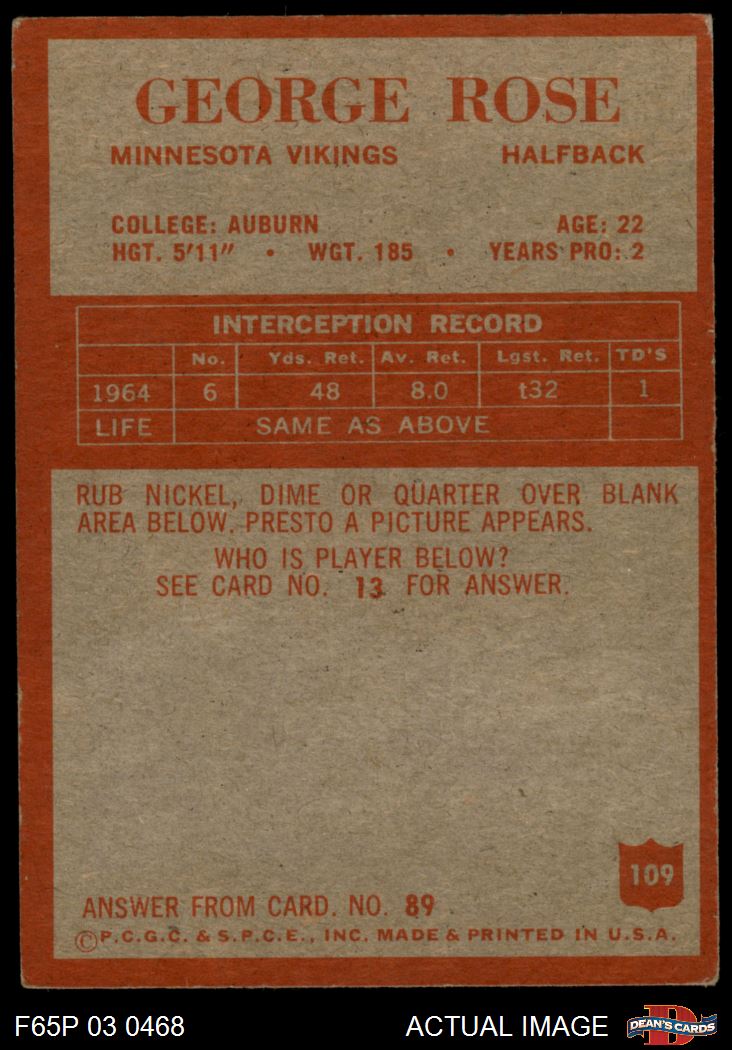 GEORGE ROSE
MINNESOTA VIKINGS HALFBACK
COLLEGE: AUBURN AGE: 22
HGT. 5'11" • WGT. 185 • YEARS PRO: 2
INTERCEPTION RECORD
No. Yds. Ret. Av. Ret. Lgst. Ret. TD'S
1964 6 48 8.0 t32 1
LIFE SAME AS ABOVE
RUB NICKEL, DIME OR QUARTER OVER BLANK
AREA BELOW. PRESTO A PICTURE APPEARS.
WHO IS PLAYER BELOW?
SEE CARD NO. 13 FOR ANSWER.
109
ANSWER FROM CARD. NO. 89
©P.C.G.C. & S.P.C.E., INC. MADE & PRINTED IN U.S.A.
F65P 03 0468 ACTUAL IMAGE DEAN'S CARDS